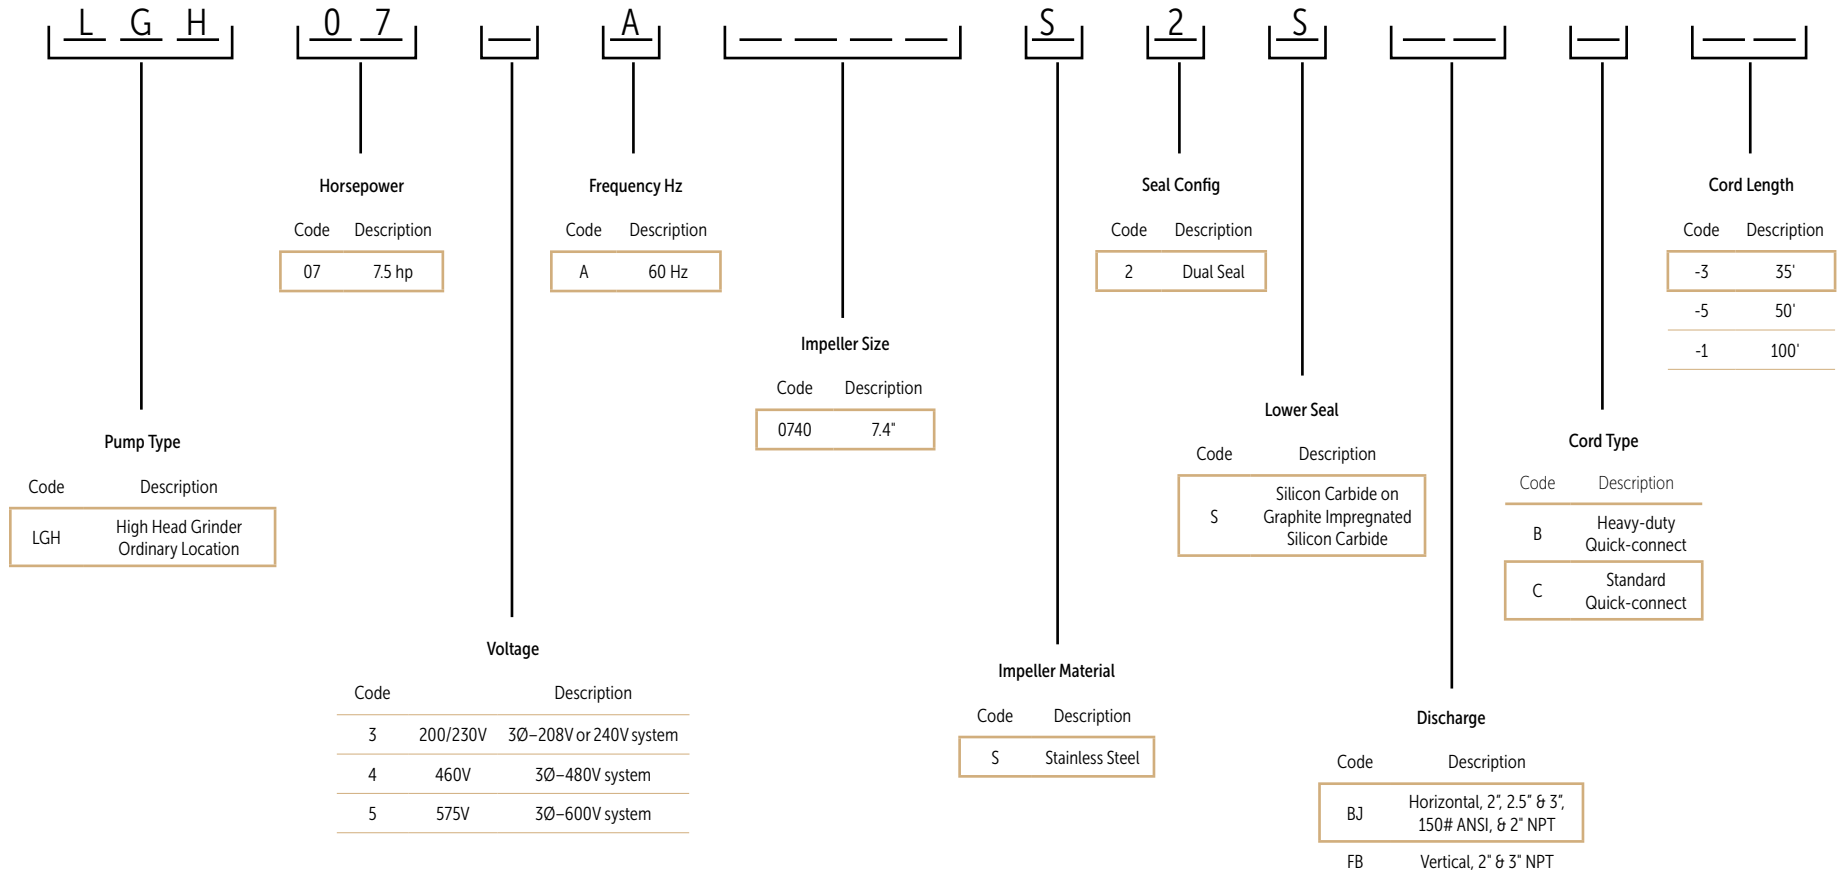 L G H 0 7 A S 2 S
Horsepower
Code Description
07 7.5 hp
Frequency Hz
Code Description
A 60 Hz
Seal Config
Code Description
2 Dual Seal
Cord Length
Code Description
-3 35'
-5 50'
-1 100'
Impeller Size
Code Description
0740 7.4"
Lower Seal
Code Description
S
Silicon Carbide on
Graphite Impregnated
Silicon Carbide
Pump Type
Code Description
LGH
High Head Grinder
Ordinary Location
Cord Type
Code Description
B
Heavy-duty
Quick-connect
C
Standard
Quick-connect
Voltage
Code Description
3 200/230V 3Ø–208V or 240V system
4 460V 3Ø–480V system
5 575V 3Ø–600V system
Impeller Material
Code Description
S Stainless Steel
Discharge
Code Description
BJ
Horizontal, 2", 2.5" & 3",
150# ANSI, & 2" NPT
FB Vertical, 2" & 3" NPT